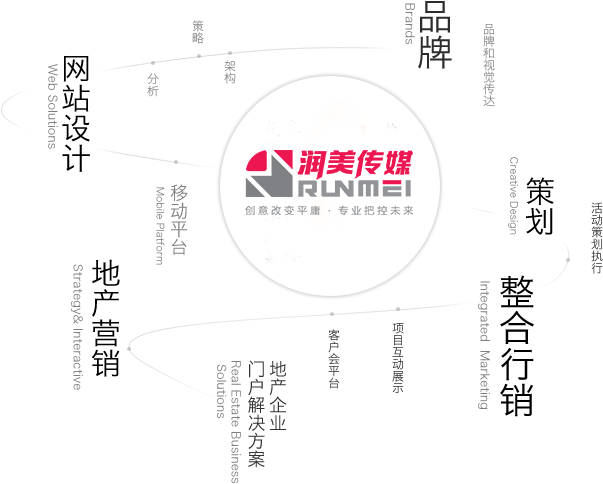 品牌
Brands
品牌和视觉传达
策略
架构
分析
网站设计
Web Solutions
润美传媒
RUNMEI
创意改变平庸 · 专业把控未来
移动平台
Mobile Platform
策划
Creative Design
活动策划执行
地产营销
Strategy& Interactive
整合行销
Integrated Marketing
项目互动展示
客户会平台
地产企业
门户解决方案
Real Estate Business
Solutions